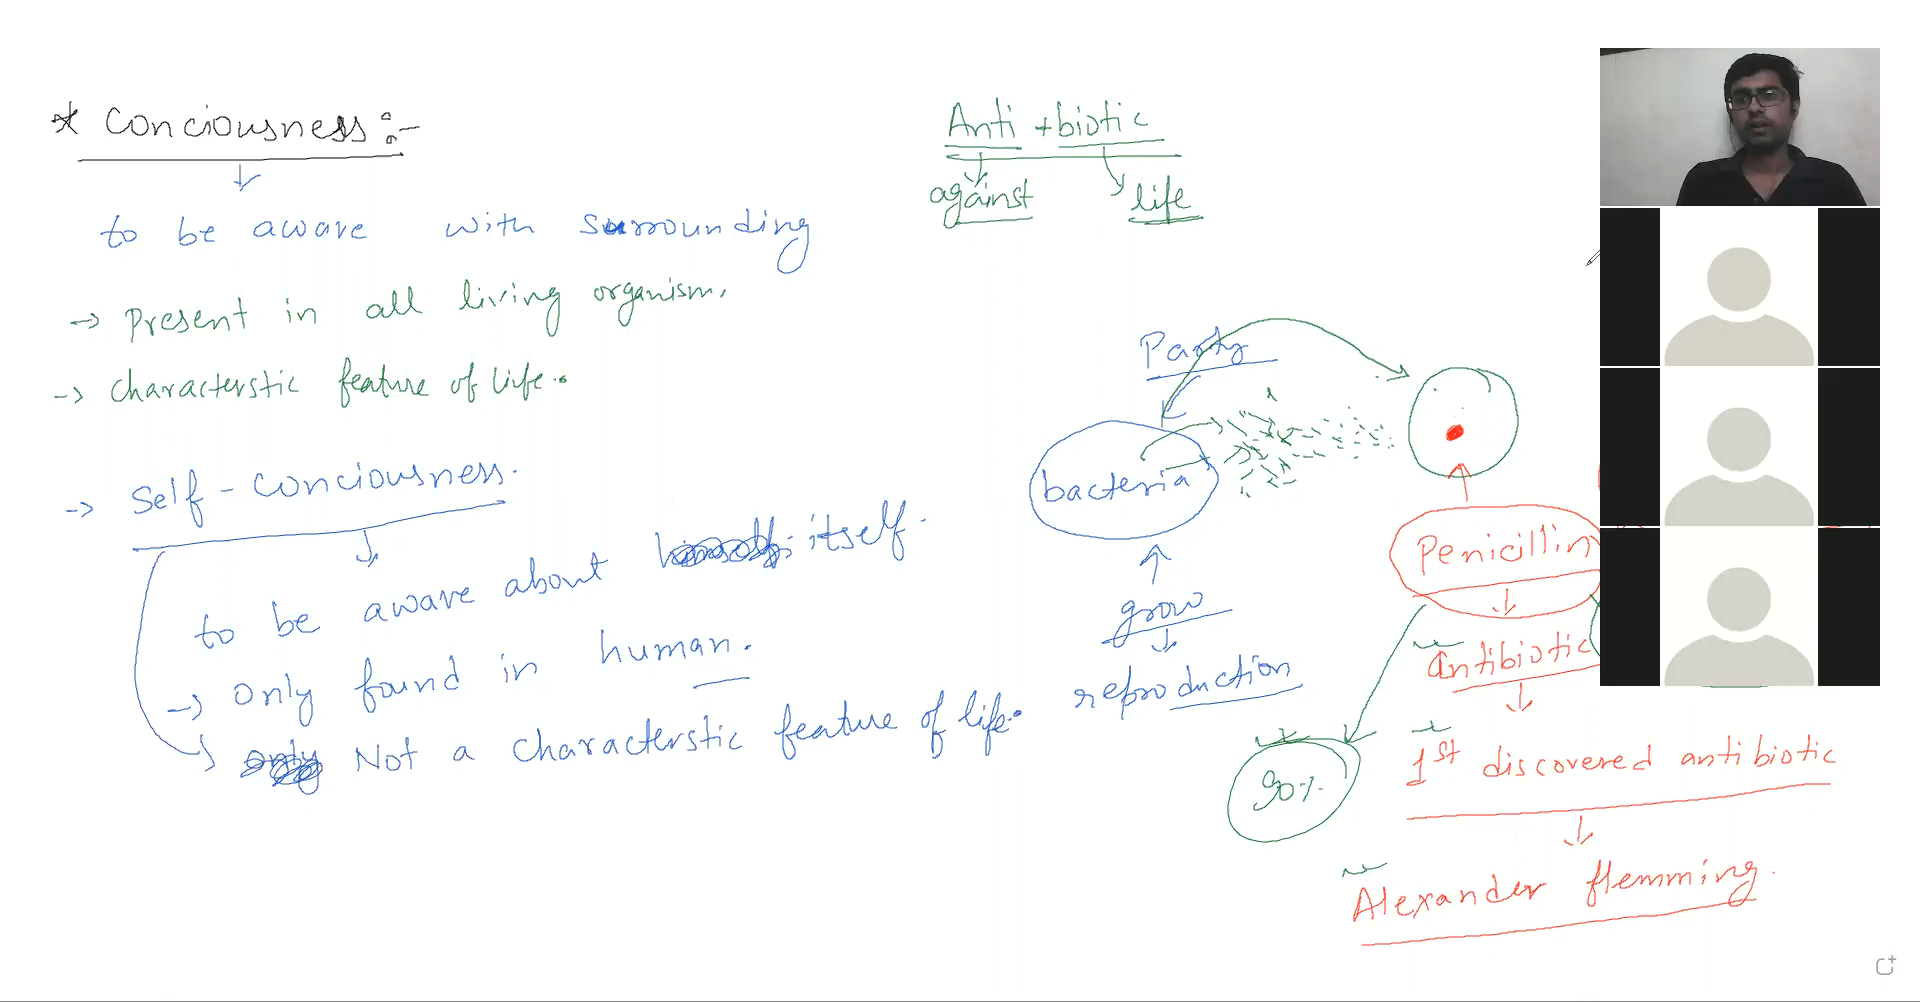 * Conciousness :-
to be aware with surrounding
→ Present in all living organism.
→ characterstic feature of life.
→ Self - conciousness.
to be aware about itself.
→ Only found in human.
Not a characterstic feature of life.
Anti + biotic
against life
Party
bacteria
grow
reproduction
Penicillin
Antibiotic
1st discovered antibiotic
90%
Alexander flemming.